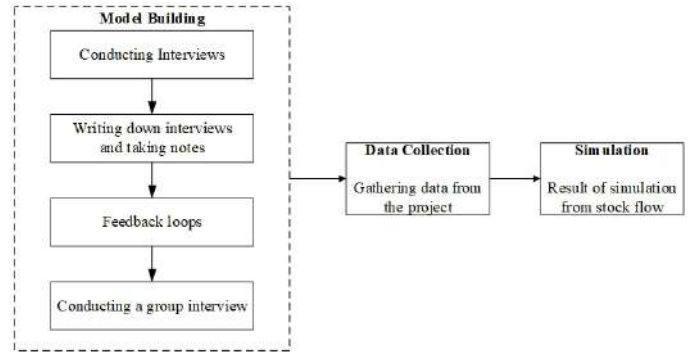 Model Building
Conducting Interviews
Writing down interviews
and taking notes
Feedback loops
Conducting a group interview
Data Collection
Gathering data from
the project
Simulation
Result of simulation
from stock flow